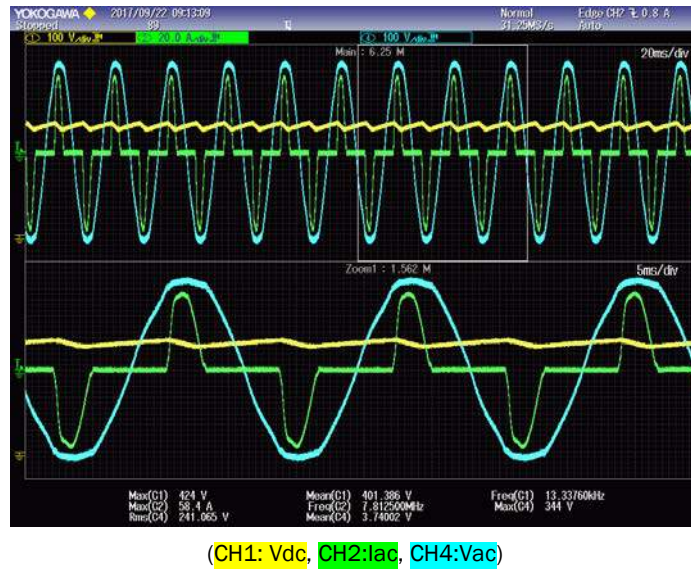 YOKOGAWA 2017/09/22 09:13:09 Normal Edge CH2 0.8 A
Stopped 89 31.25MS/s Auto
1 100 V/div 20.0 A/div 4 100 V/div
Main : 6.25 M 20ms/div
Zoom1 : 1.562 M 5ms/div
Max(C1) 424 V Mean(C1) 401.386 V Freq(C1) 13.33760kHz
Max(C2) 58.4 A Freq(C2) 7.812500MHz Max(C4) 344 V
Rms(C4) 241.065 V Mean(C4) 3.74002 V
(CH1: Vdc, CH2:Iac, CH4:Vac)